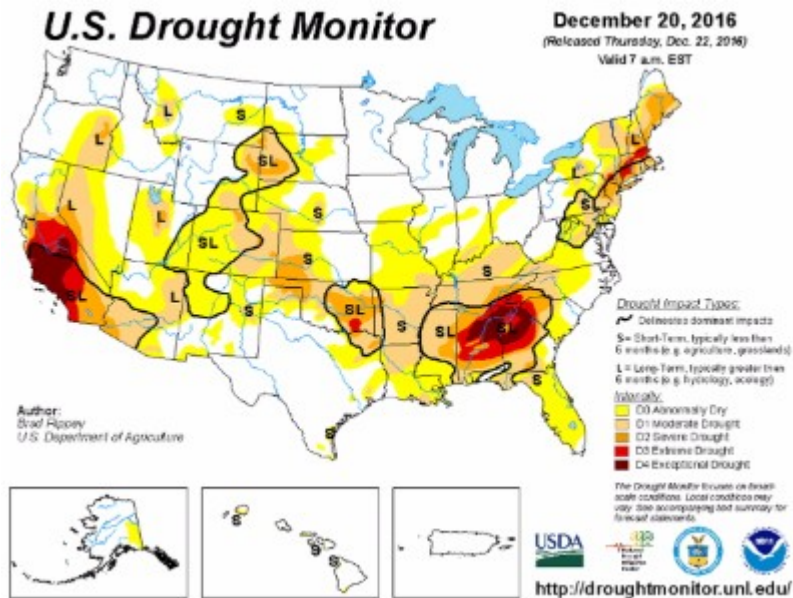 U.S. Drought Monitor
December 20, 2016
(Released Thursday, Dec. 22, 2016)
Valid 7 a.m. EST
L
S
L
SL
L
L
S
L
S
L
SL
S
S
SL
L
S
SL
S
SL
SL
S
S
Author:
Brad Rippey
U.S. Department of Agriculture
Drought Impact Types:
Delineates dominant impacts
S = Short-Term, typically less than
6 months (e.g. agriculture, grasslands)
L = Long-Term, typically greater than
6 months (e.g. hydrology, ecology)
Intensity:
D0 Abnormally Dry
D1 Moderate Drought
D2 Severe Drought
D3 Extreme Drought
D4 Exceptional Drought
The Drought Monitor focuses on broad-
scale conditions. Local conditions may
vary. See accompanying text summary for
forecast statements.
S
S
S
USDA
http://droughtmonitor.unl.edu/